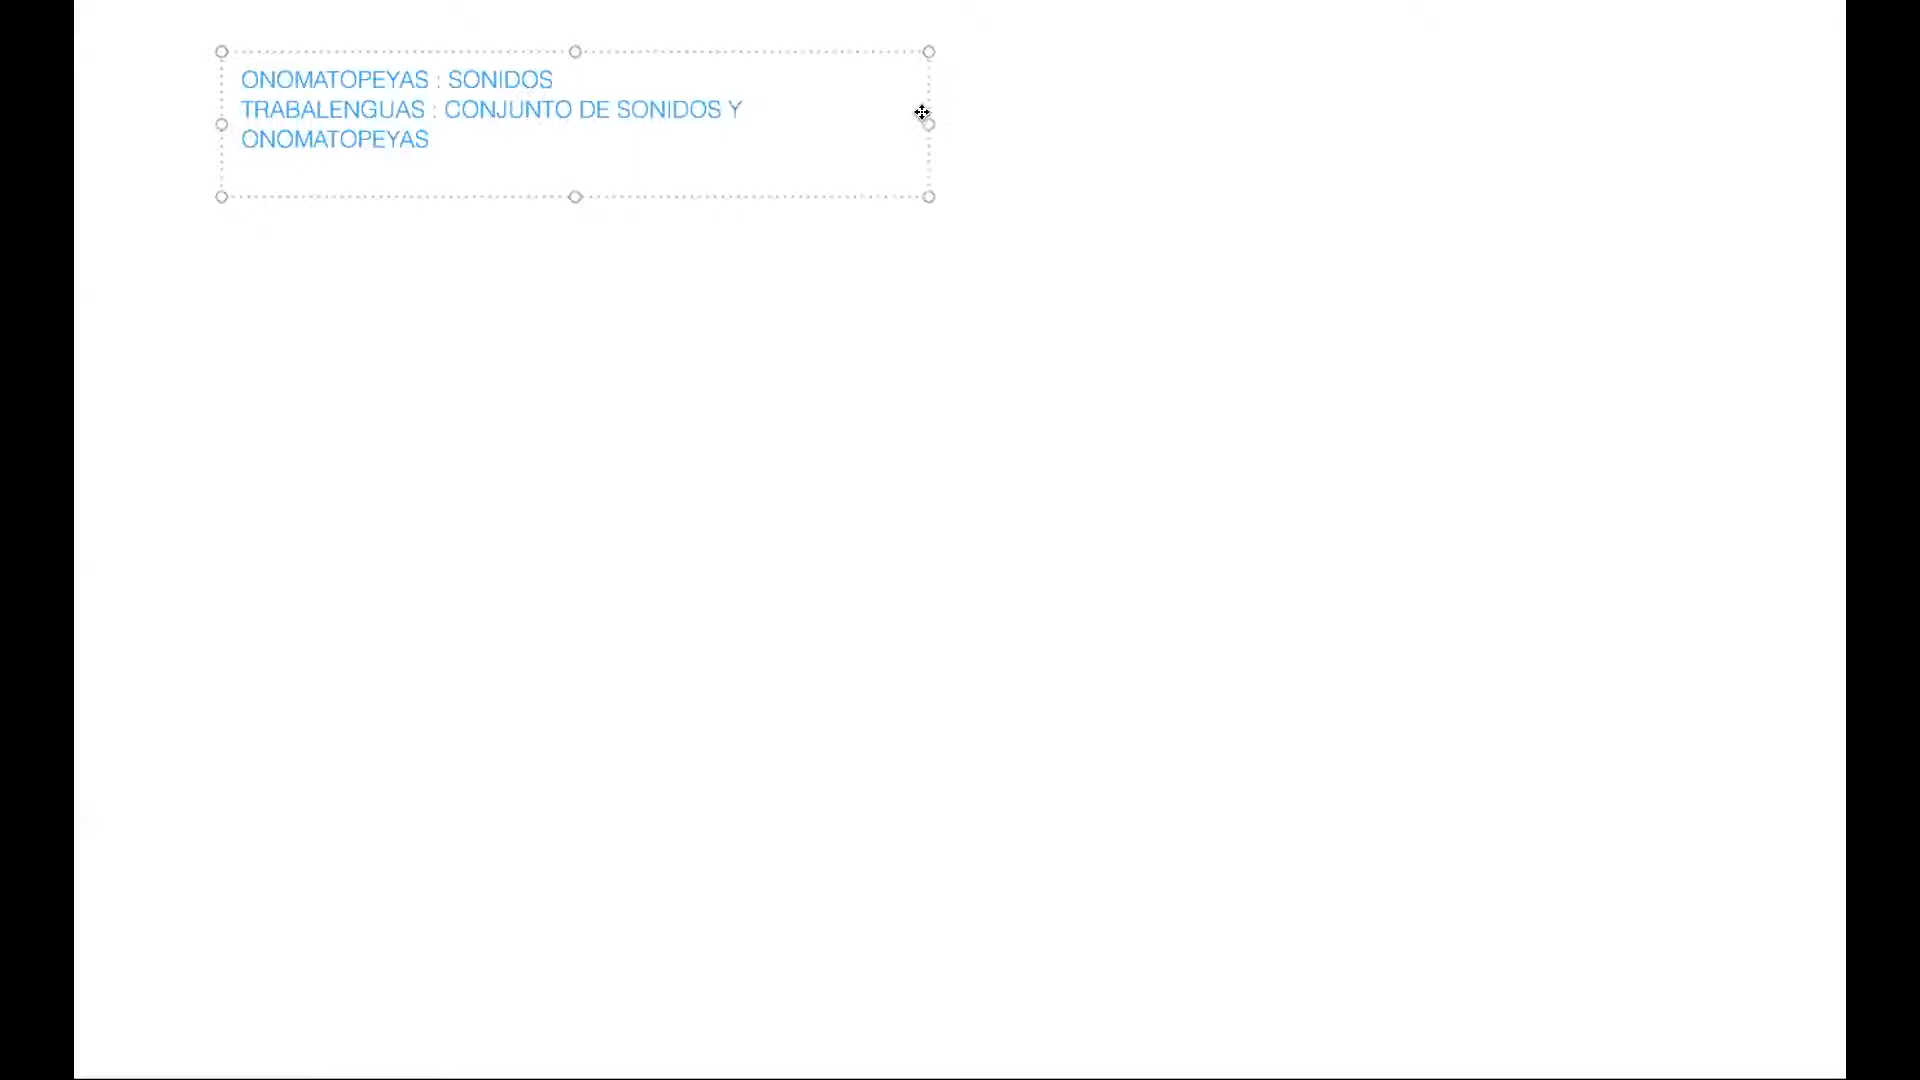 ONOMATOPEYAS : SONIDOS
TRABALENGUAS : CONJUNTO DE SONIDOS Y
ONOMATOPEYAS